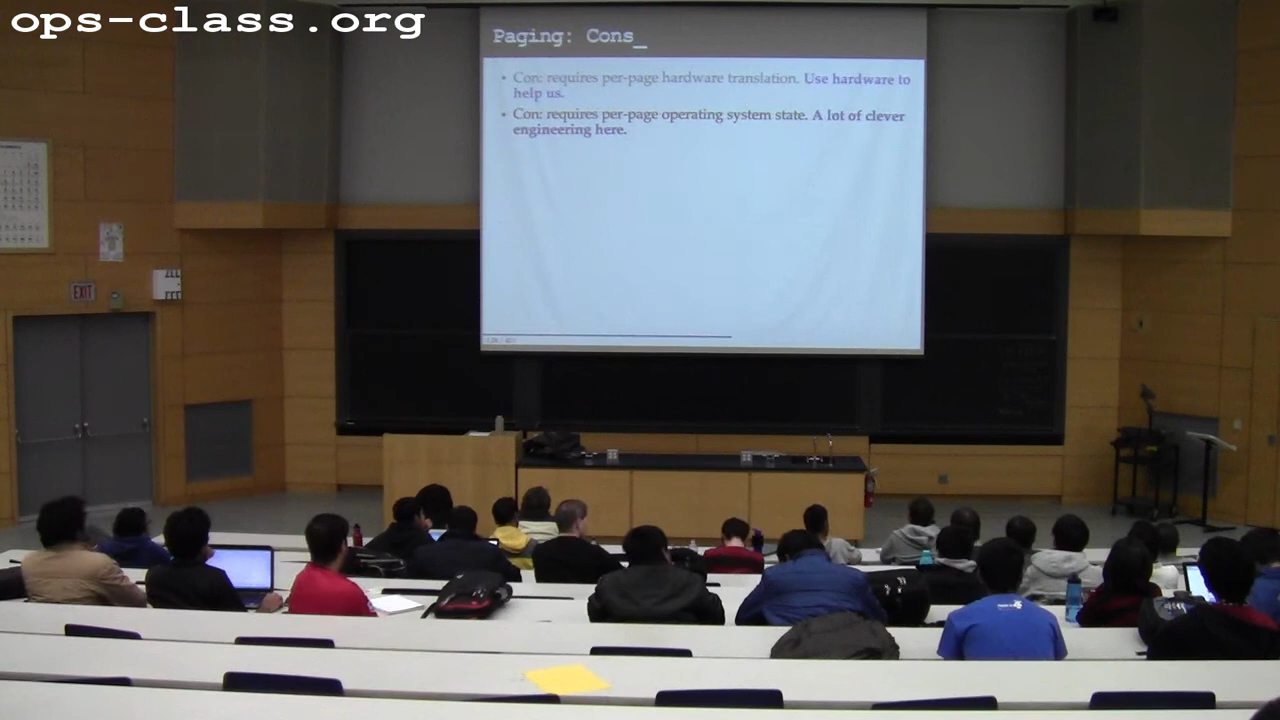 ops-class.org
Paging: Cons_
• Con: requires per-page hardware translation. Use hardware to
help us.
• Con: requires per-page operating system state. A lot of clever
engineering here.
EXIT